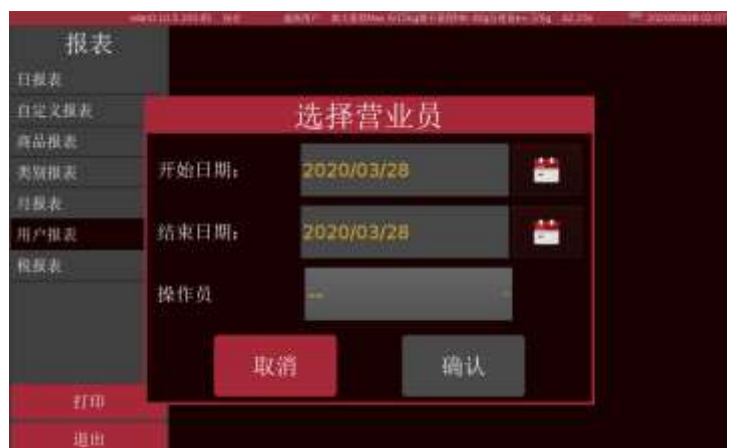 报表
日报表
自定义报表
商品报表
类别报表
月报表
用户报表
税报表
打印
退出
选择营业员
开始日期：
2020/03/28
结束日期：
2020/03/28
操作员
--
取消
确认